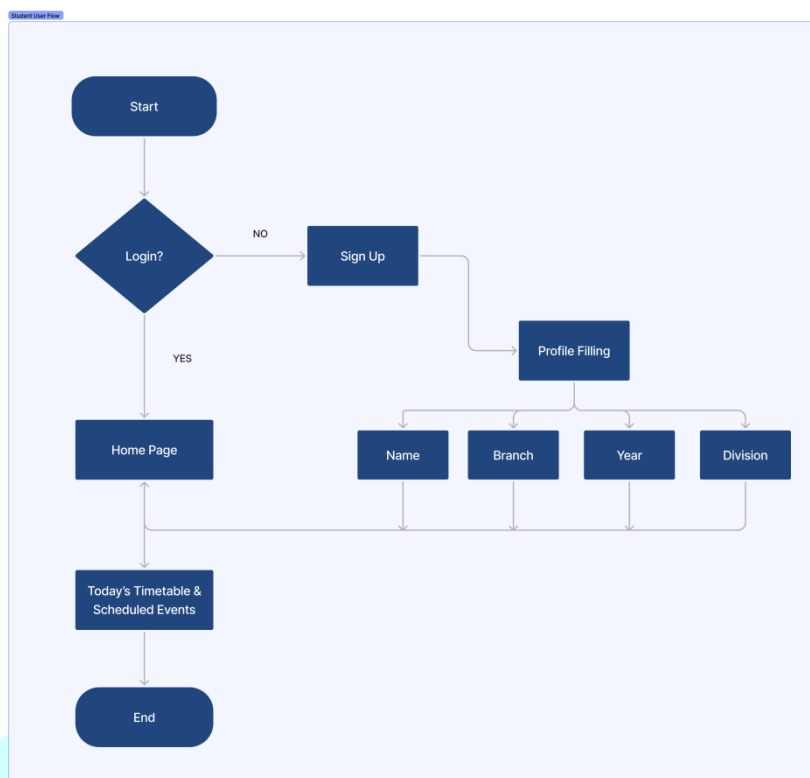 Student User Flow
Start
Login?
NO
Sign Up
YES
Profile Filling
Home Page
Name
Branch
Year
Division
Today's Timetable &
Scheduled Events
End